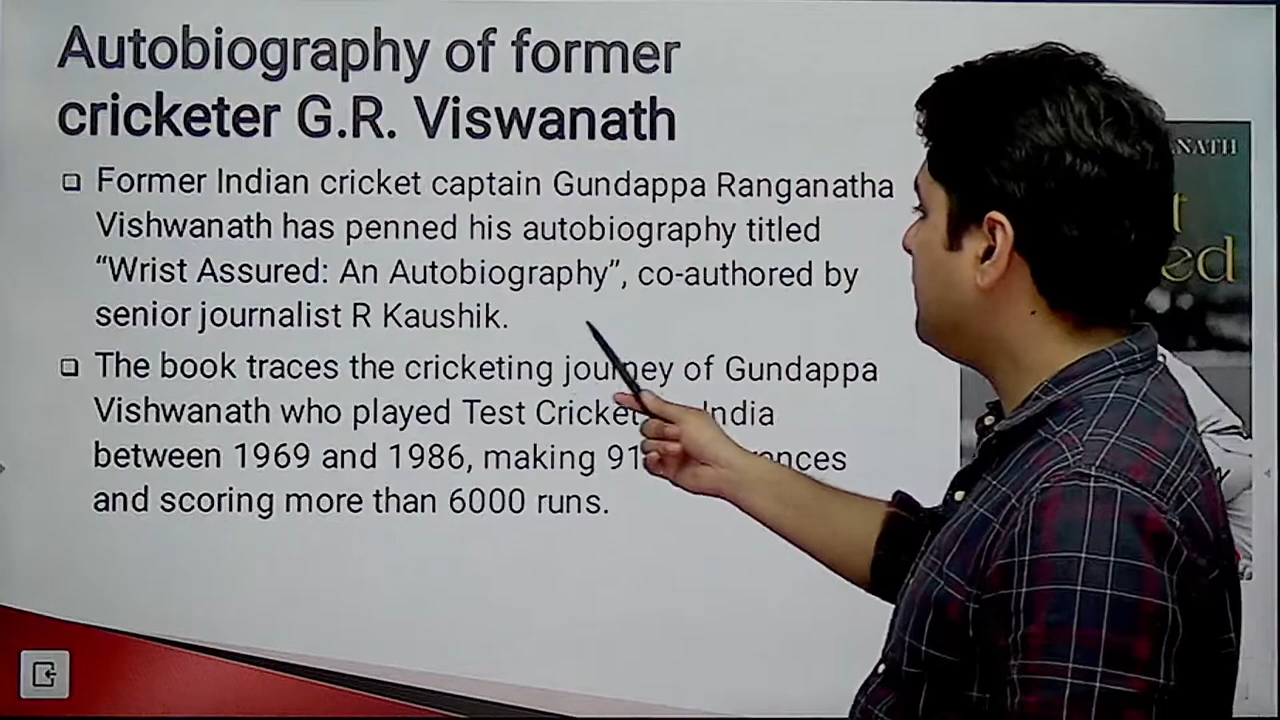 Autobiography of former
cricketer G.R. Viswanath
Former Indian cricket captain Gundappa Ranganatha
Vishwanath has penned his autobiography titled
“Wrist Assured: An Autobiography”, co-authored by
senior journalist R Kaushik.
The book traces the cricketing journey of Gundappa
Vishwanath who played Test Cricket India
between 1969 and 1986, making 91
and scoring more than 6000 runs.